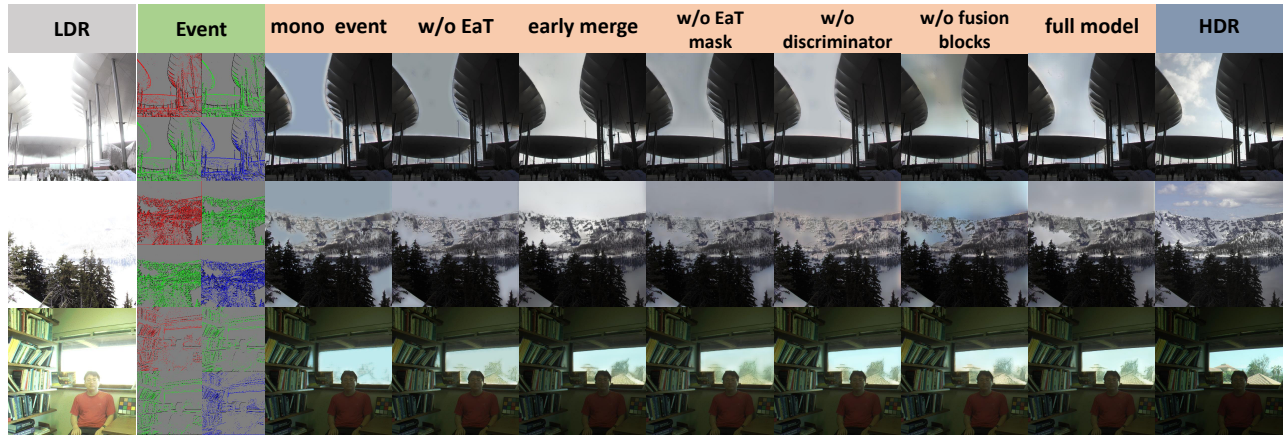 LDR
Event
mono event
w/o EaT
early merge
w/o EaT
mask
w/o
discriminator
w/o fusion
blocks
full model
HDR